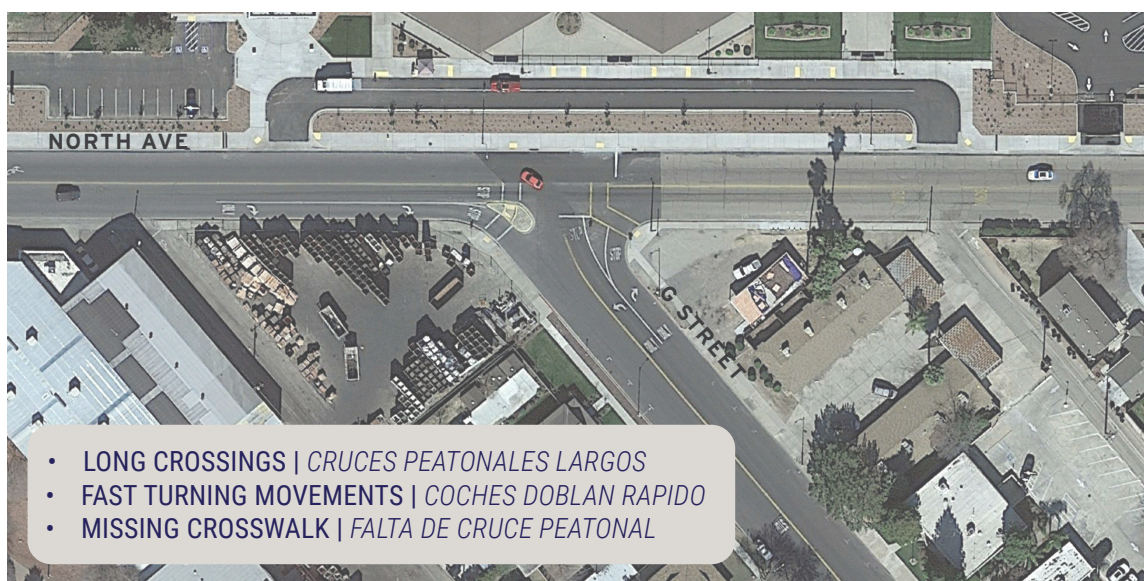 NORTH AVE
G STREET
• LONG CROSSINGS | CRUCES PEATONALES LARGOS
• FAST TURNING MOVEMENTS | COCHES DOBLAN RAPIDO
• MISSING CROSSWALK | FALTA DE CRUCE PEATONAL